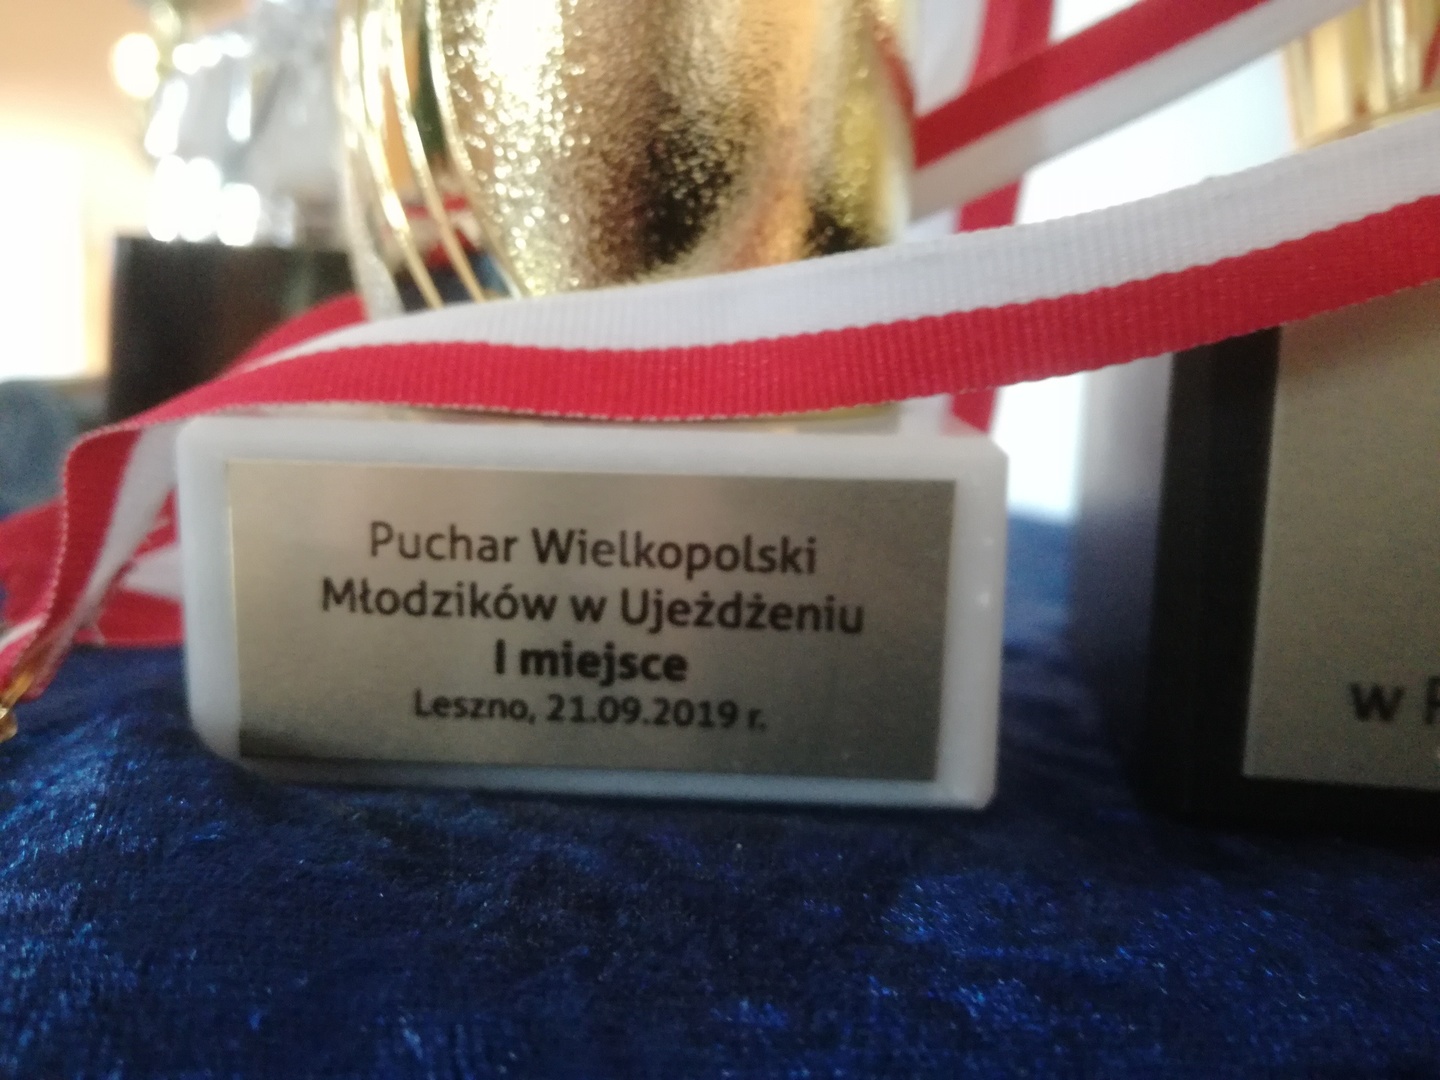 Puchar Wielkopolski
Młodzików w Ujeżdżeniu
I miejsce
Leszno, 21.09.2019 r.
w